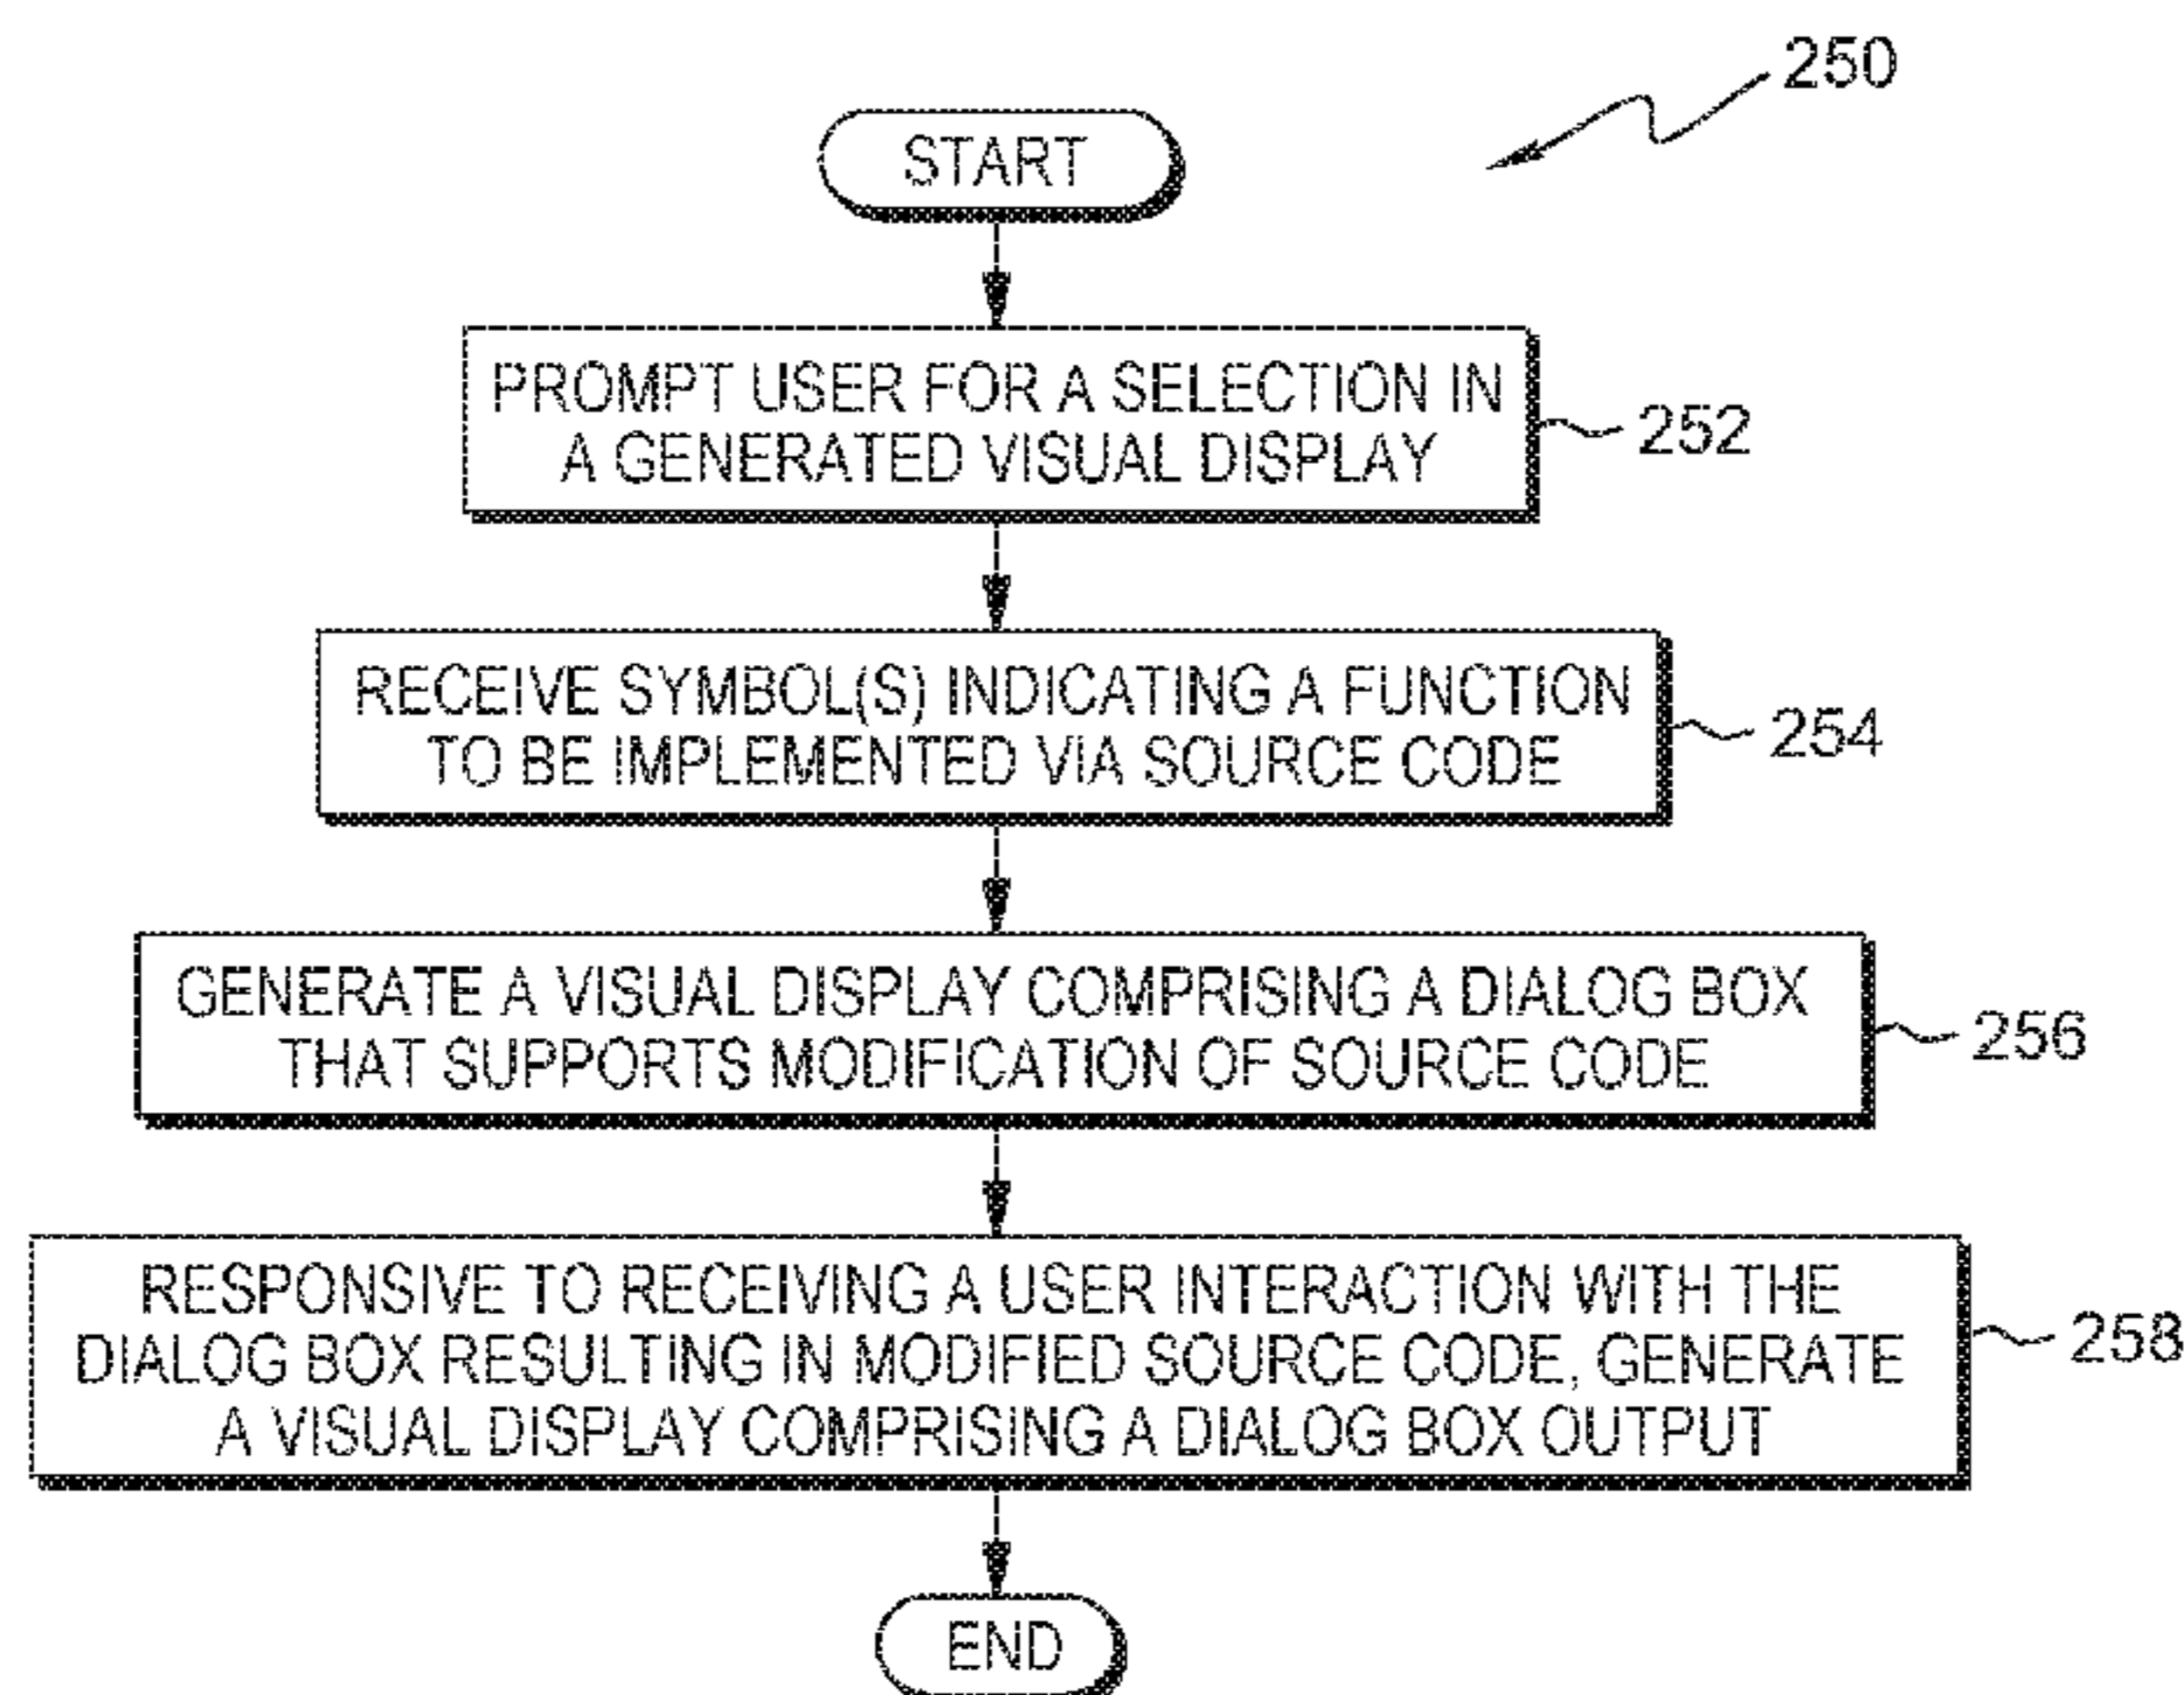 250
START
PROMPT USER FOR A SELECTION IN
A GENERATED VISUAL DISPLAY
252
RECEIVE SYMBOL(S) INDICATING A FUNCTION
TO BE IMPLEMENTED VIA SOURCE CODE
254
GENERATE A VISUAL DISPLAY COMPRISING A DIALOG BOX
THAT SUPPORTS MODIFICATION OF SOURCE CODE
256
RESPONSIVE TO RECEIVING A USER INTERACTION WITH THE
DIALOG BOX RESULTING IN MODIFIED SOURCE CODE, GENERATE
A VISUAL DISPLAY COMPRISING A DIALOG BOX OUTPUT
258
END